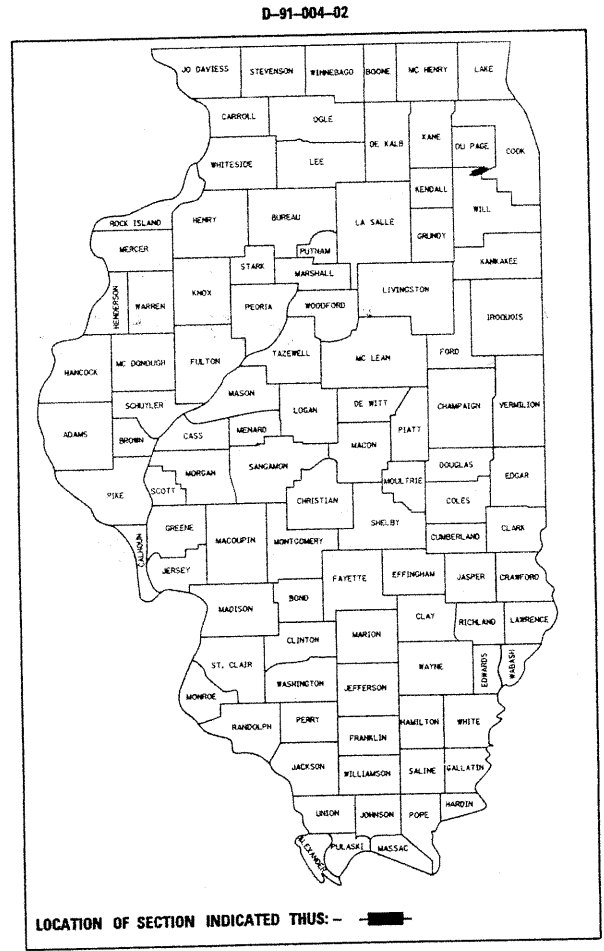 D-91-004-02
JO DAVIESS STEVENSON WINNEBAGO BOONE MC HENRY LAKE
CARROLL OGLE DE KALB KANE DU PAGE COOK
WHITESIDE LEE KENDALL
ROCK ISLAND HENRY BUREAU LA SALLE GRUNDY WILL
MERCER PUTNAM KANKAKEE
STARK MARSHALL
HENDERSON WARREN KNOX PEORIA WOODFORD LIVINGSTON IROQUOIS
HANCOCK MC DONOUGH FULTON TAZEWELL MC LEAN FORD
SCHUYLER MASON LOGAN DE WITT PIATT CHAMPAIGN VERMILION
ADAMS BROWN CASS MENARD MACON
PIKE SCOTT MORGAN SANGAMON CHRISTIAN MOULTRIE DOUGLAS EDGAR
COLES
CALHOUN GREENE MACOUPIN MONTGOMERY SHELBY CUMBERLAND CLARK
JERSEY FAYETTE EFFINGHAM JASPER CRAWFORD
MADISON BOND CLAY RICHLAND LAWRENCE
CLINTON MARION
ST. CLAIR WASHINGTON JEFFERSON WAYNE EDWARDS WABASH
MONROE
RANDOLPH PERRY FRANKLIN HAMILTON WHITE
JACKSON WILLIAMSON SALINE GALLATIN
UNION JOHNSON POPE HARDIN
ALEXANDER PULASKI MASSAC
LOCATION OF SECTION INDICATED THUS: -